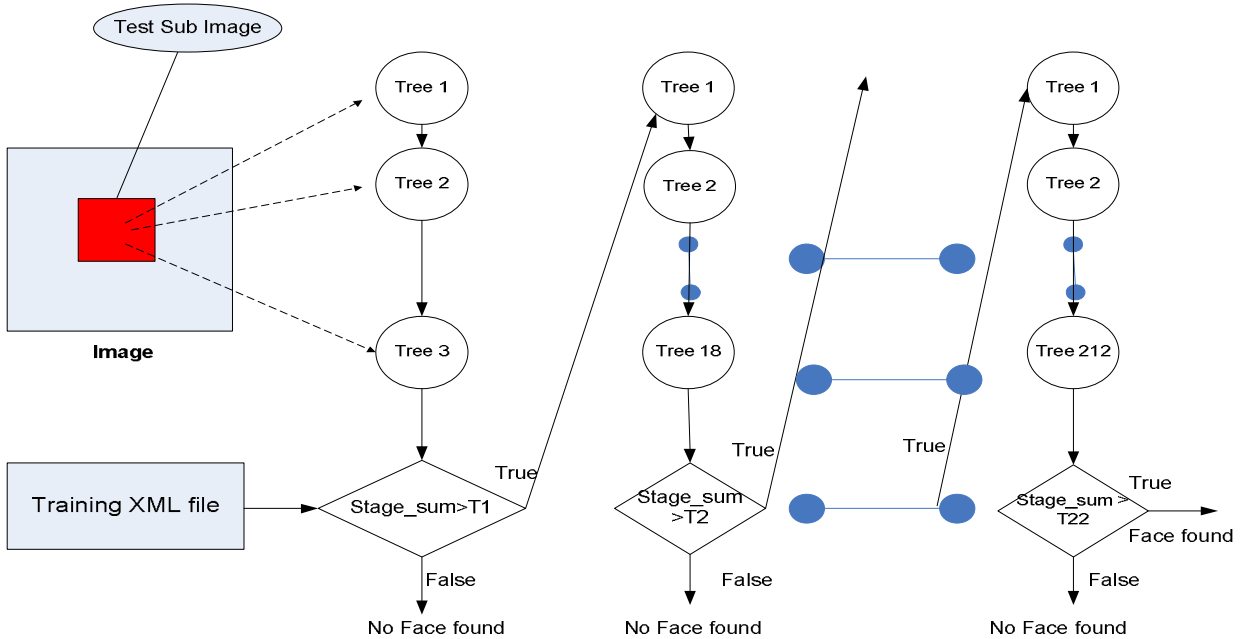 Test Sub Image
Tree 1
Tree 2
Tree 3
Image
Training XML file
Stage_sum>T1
True
False
No Face found
Tree 1
Tree 2
Tree 18
Stage_sum
>T2
True
False
No Face found
True
Tree 1
Tree 2
Tree 212
Stage_sum >
T22
True
Face found
False
No Face found